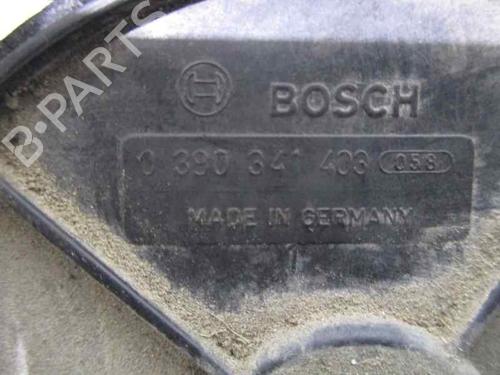 BOSCH
0 390 341 403 058
MADE IN GERMANY
B-PARTS